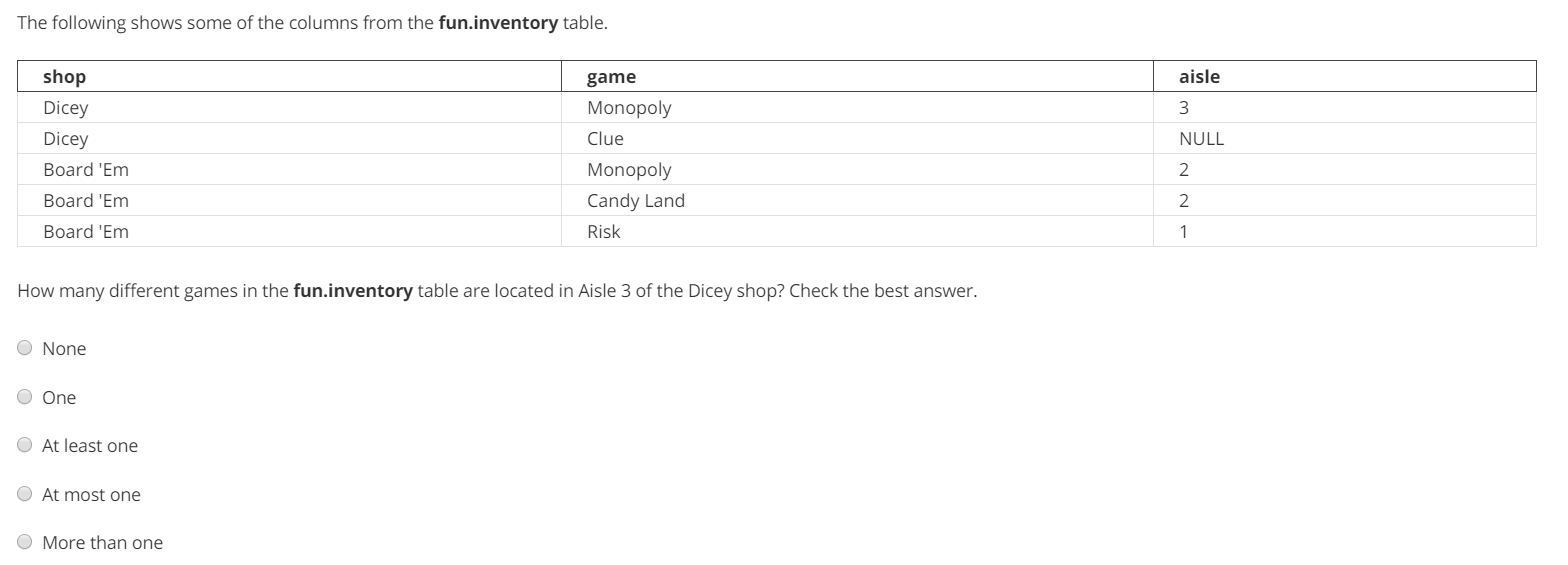 The following shows some of the columns from the fun.inventory table.
shop game aisle
Dicey Monopoly 3
Dicey Clue NULL
Board 'Em Monopoly 2
Board 'Em Candy Land 2
Board 'Em Risk 1
How many different games in the fun.inventory table are located in Aisle 3 of the Dicey shop? Check the best answer.
None
One
At least one
At most one
More than one